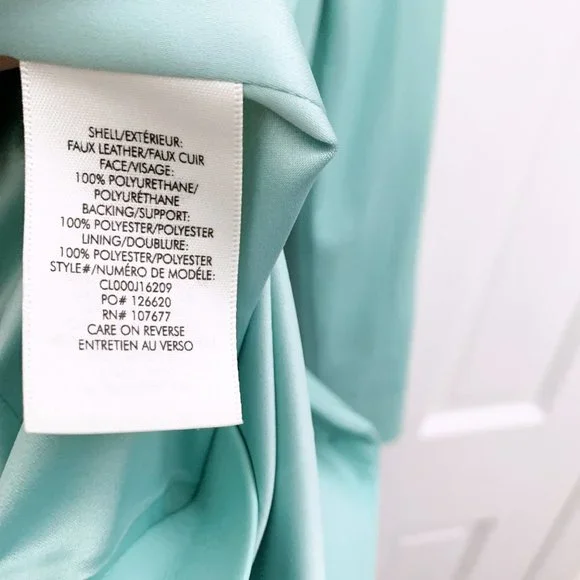 SHELL/EXTÉRIEUR:
FAUX LEATHER/FAUX CUIR
FACE/VISAGE:
100% POLYURETHANE/
POLYURÉTHANE
BACKING/SUPPORT:
100% POLYESTER/POLYESTER
LINING/DOUBLURE:
100% POLYESTER/POLYESTER
STYLE#/NUMÉRO DE MODÉLE:
CL000J16209
PO# 126620
RN# 107677
CARE ON REVERSE
ENTRETIEN AU VERSO